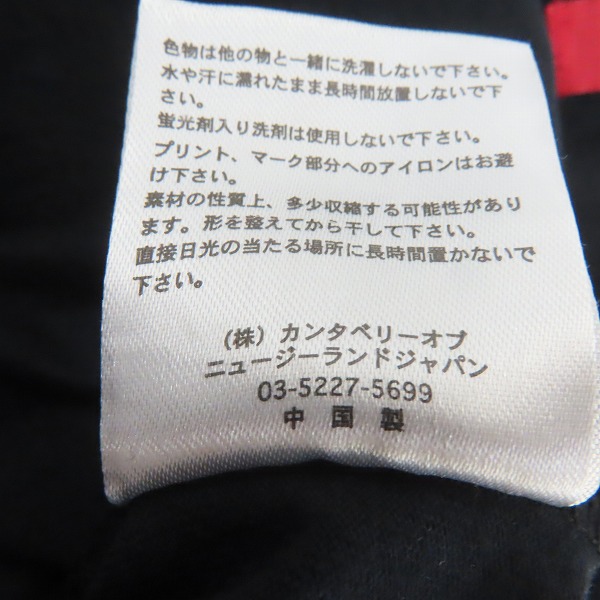 色物は他の物と一緒に洗濯しないで下さい。
水や汗に濡れたまま長時間放置しないで下
さい。
蛍光剤入り洗剤は使用しないで下さい。
プリント、マーク部分へのアイロンはお避
け下さい。
素材の性質上、多少収縮する可能性があり
ます。形を整えてから干して下さい。
直接日光の当たる場所に長時間置かないで
下さい。
(株) カンタベリーオブ
ニュージーランドジャパン
03-5227-5699
中国製